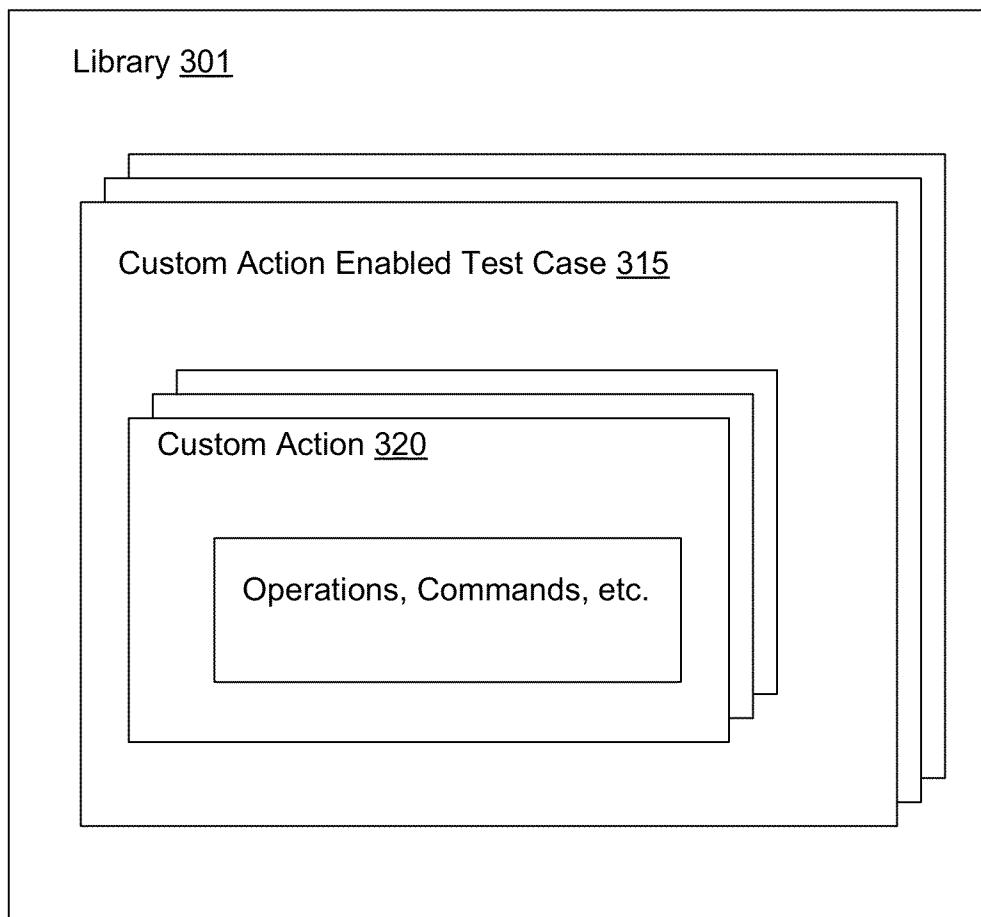 Library 301
Custom Action Enabled Test Case 315
Custom Action 320
Operations, Commands, etc.